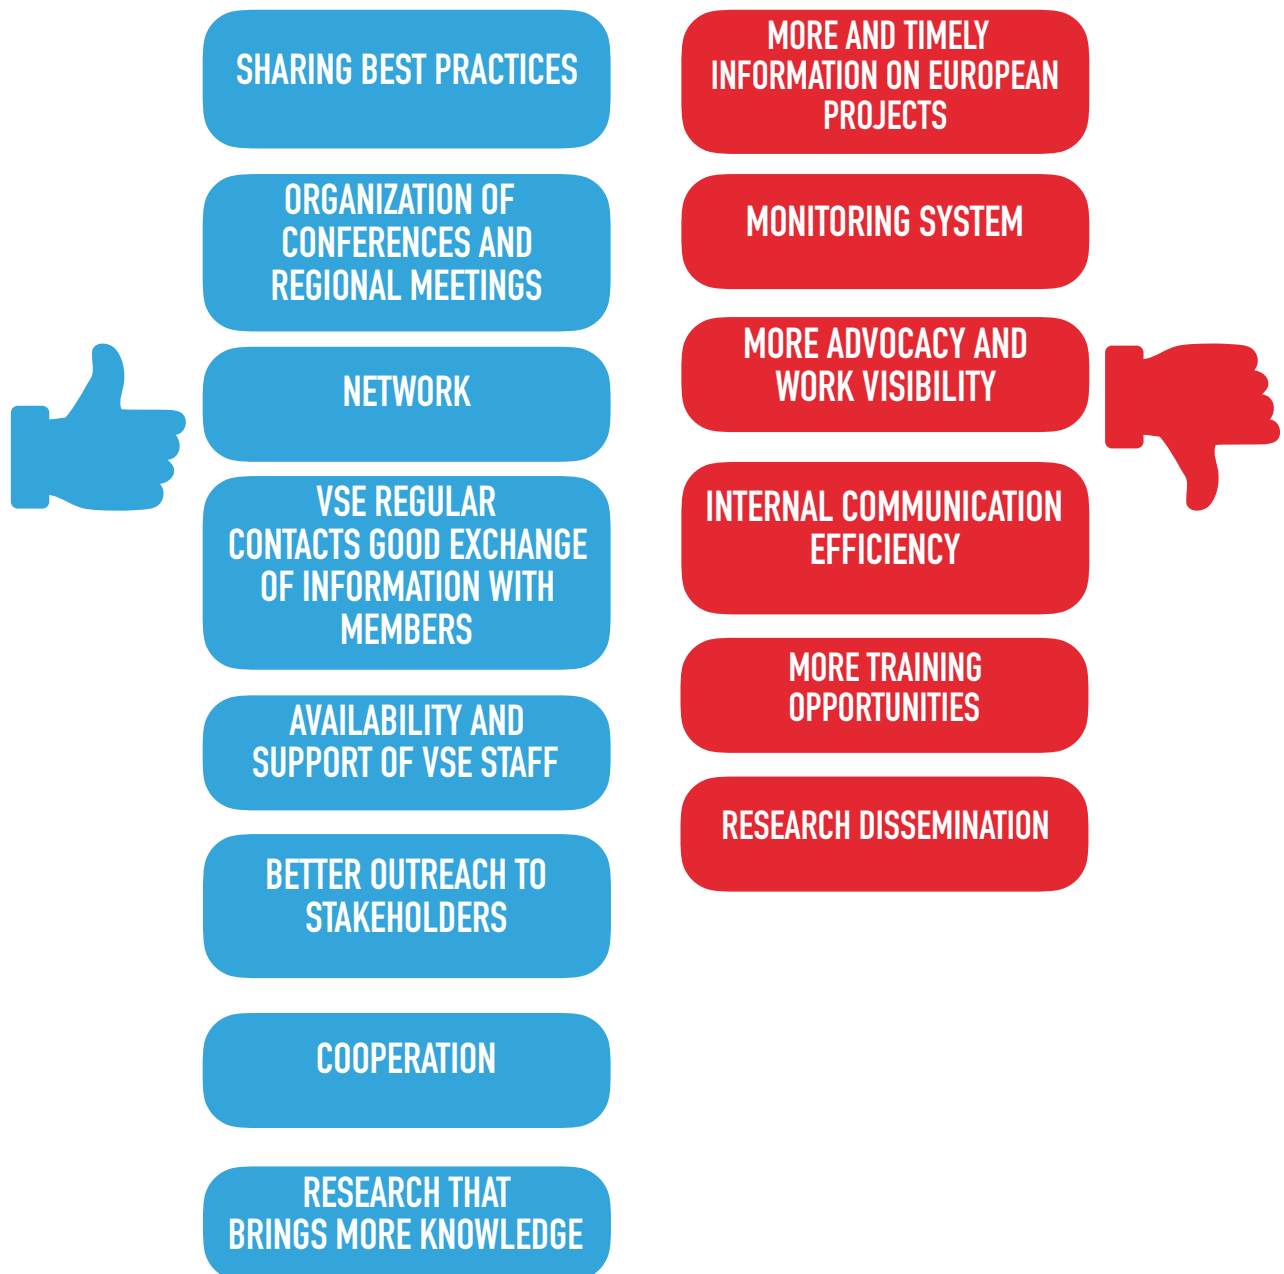 SHARING BEST PRACTICES
ORGANIZATION OF
CONFERENCES AND
REGIONAL MEETINGS
NETWORK
VSE REGULAR
CONTACTS GOOD EXCHANGE
OF INFORMATION WITH
MEMBERS
AVAILABILITY AND
SUPPORT OF VSE STAFF
BETTER OUTREACH TO
STAKEHOLDERS
COOPERATION
RESEARCH THAT
BRINGS MORE KNOWLEDGE
MORE AND TIMELY
INFORMATION ON EUROPEAN
PROJECTS
MONITORING SYSTEM
MORE ADVOCACY AND
WORK VISIBILITY
INTERNAL COMMUNICATION
EFFICIENCY
MORE TRAINING
OPPORTUNITIES
RESEARCH DISSEMINATION